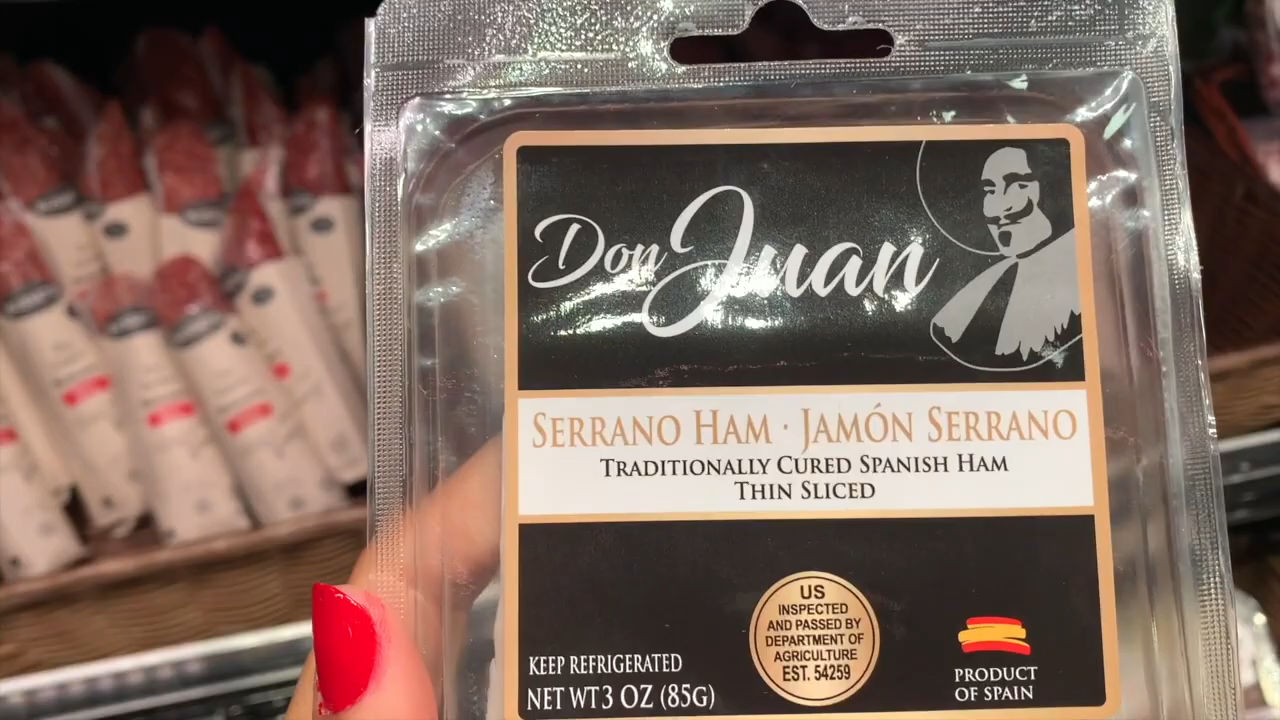 Don Juan
SERRANO HAM · JAMÓN SERRANO
TRADITIONALLY CURED SPANISH HAM
THIN SLICED
KEEP REFRIGERATED
NET WT 3 OZ (85G)
US
INSPECTED
AND PASSED BY
DEPARTMENT OF
AGRICULTURE
EST. 54259
PRODUCT
OF SPAIN